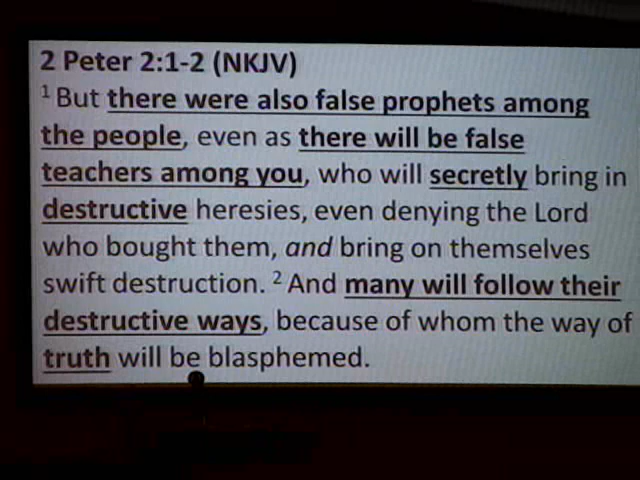 2 Peter 2:1-2 (NKJV)
1 But there were also false prophets among
the people, even as there will be false
teachers among you, who will secretly bring in
destructive heresies, even denying the Lord
who bought them, and bring on themselves
swift destruction. 2 And many will follow their
destructive ways, because of whom the way of
truth will be blasphemed.